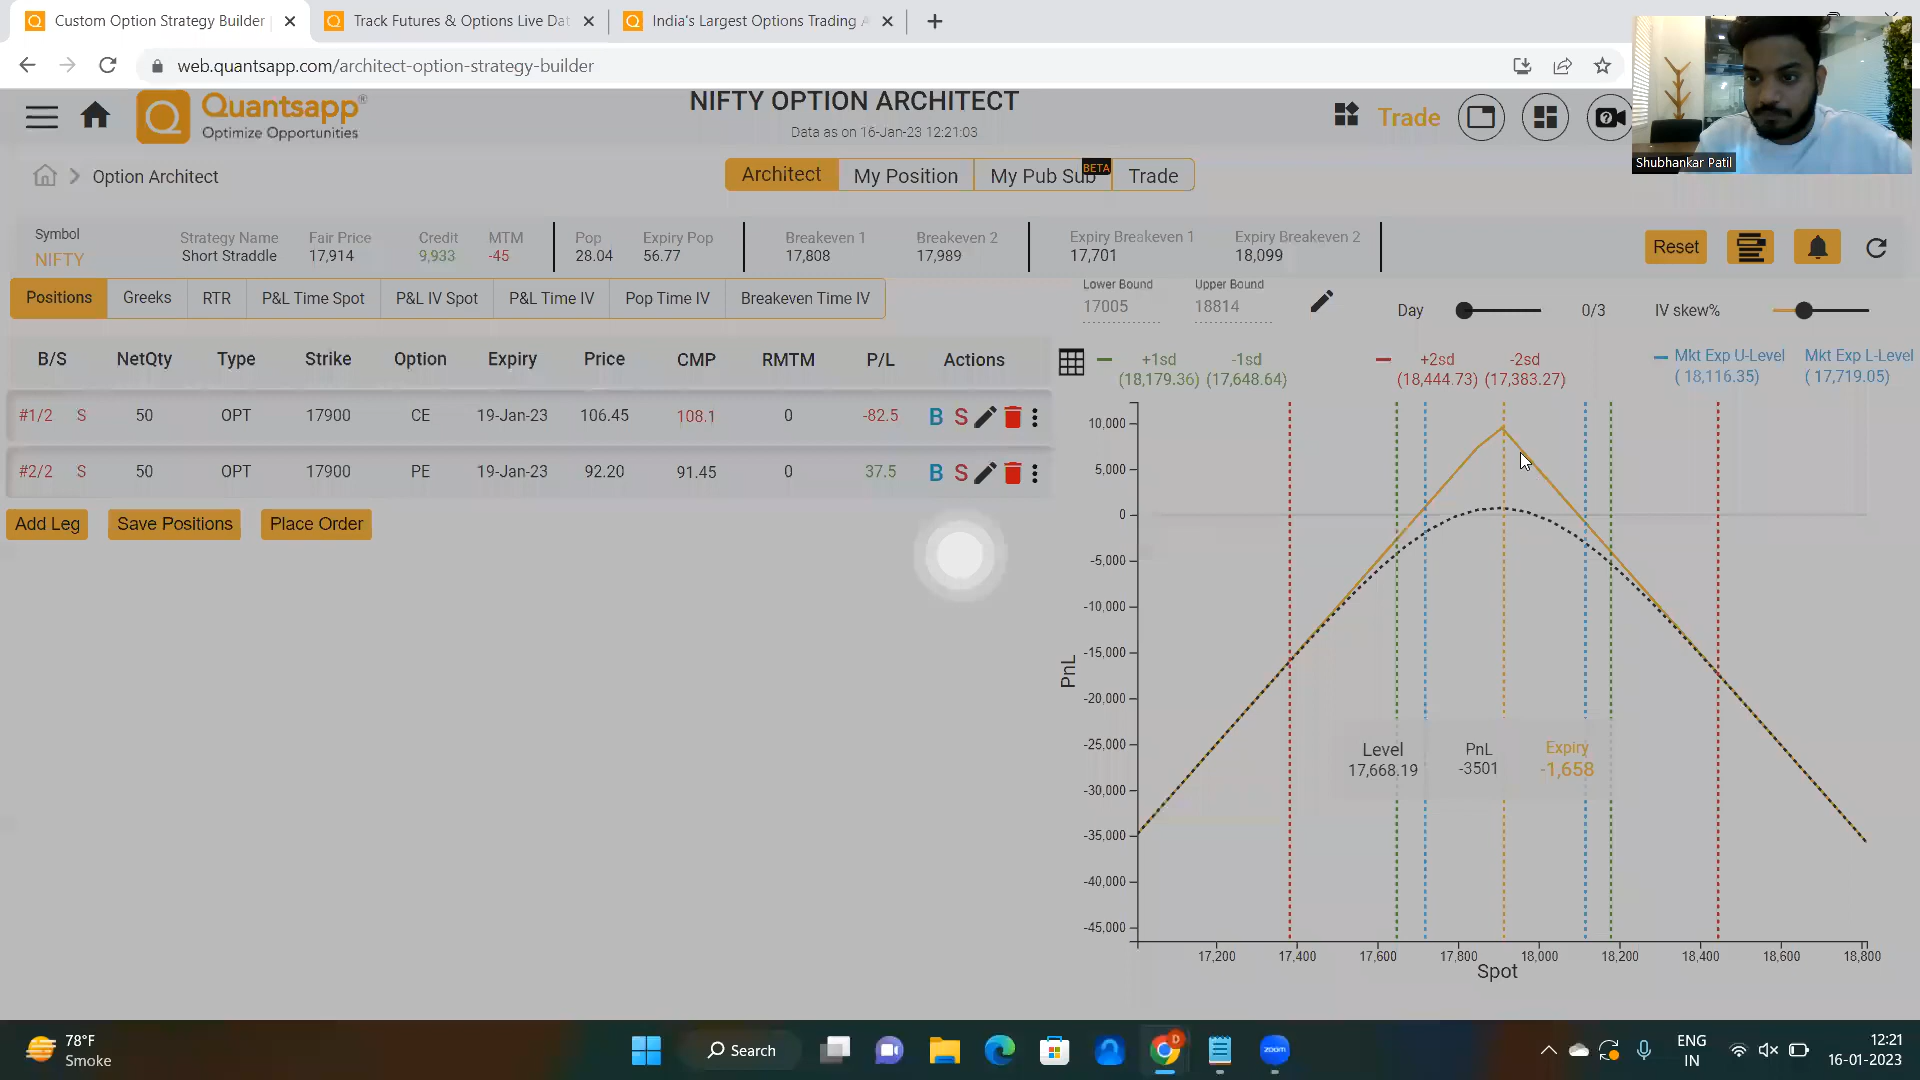 Custom Option Strategy Builder
Track Futures & Options Live Dat
India's Largest Options Trading A
web.quantsapp.com/architect-option-strategy-builder
Shubhankar Patil
Quantsapp®
Optimize Opportunities
NIFTY OPTION ARCHITECT
Data as on 16-Jan-23 12:21:03
Trade
Option Architect
Architect
My Position
My Pub Sub
BETA
Trade
Symbol
NIFTY
Strategy Name
Short Straddle
Fair Price
17,914
Credit
9,933
MTM
-45
Pop
28.04
Expiry Pop
56.77
Breakeven 1
17,808
Breakeven 2
17,989
Expiry Breakeven 1
17,701
Expiry Breakeven 2
18,099
Reset
Positions
Greeks
RTR
P&L Time Spot
P&L IV Spot
P&L Time IV
Pop Time IV
Breakeven Time IV
Lower Bound
17005
Upper Bound
18814
Day
0/3
IV skew%
B/S NetQty Type Strike Option Expiry Price CMP RMTM P/L Actions
#1/2 S 50 OPT 17900 CE 19-Jan-23 106.45 108.1 0 -82.5 B S
#2/2 S 50 OPT 17900 PE 19-Jan-23 92.20 91.45 0 37.5 B S
Add Leg
Save Positions
Place Order
+1sd -1sd
(18,179.36) (17,648.64)
+2sd -2sd
(18,444.73) (17,383.27)
Mkt Exp U-Level Mkt Exp L-Level
( 18,116.35) ( 17,719.05)
10,000
5,000
0
-5,000
-10,000
-15,000
-20,000
-25,000
-30,000
-35,000
-40,000
-45,000
PnL
Level
17,668.19
PnL
-3501
Expiry
-1,658
17,200 17,400 17,600 17,800 18,000 18,200 18,400 18,600 18,800
Spot
78°F
Smoke
Search
D
zoom
ENG
IN
12:21
16-01-2023